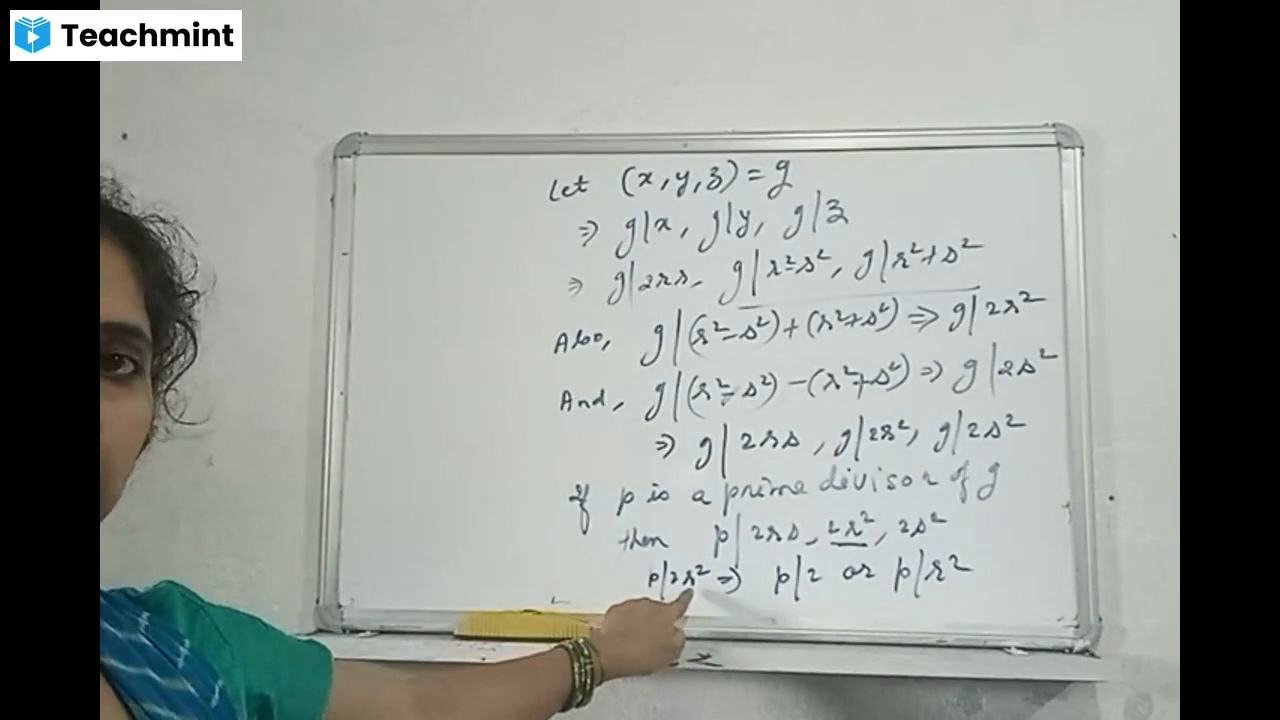 Teachmint
Let (x, y, z) = g
⇒ g|x, g|y, g|z
⇒ g|2rs, g|r²-s², g|r²+s²
Also, g|(r²-s²)+(r²+s²) ⇒ g|2r²
And, g|(r²-s²)-(r²+s²) ⇒ g|2s²
⇒ g|2rs, g|2r², g|2s²
If p is a prime divisor of g
then p|2rs, 2r², 2s²
p|2r² ⇒ p|2 or p|r²